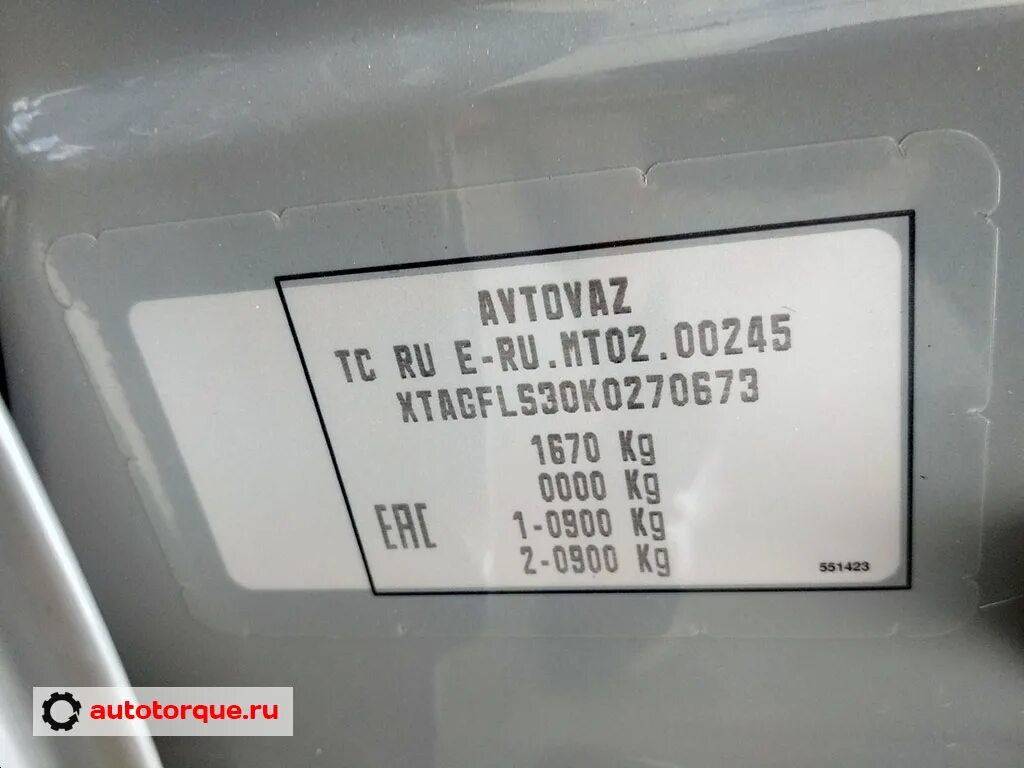 AVTOVAZ
TC RU E-RU.MT02.00245
XTAGFLS30K0270673
1670 Kg
0000 Kg
EAC 1-0900 Kg
2-0900 Kg
551423
autotorque.ru